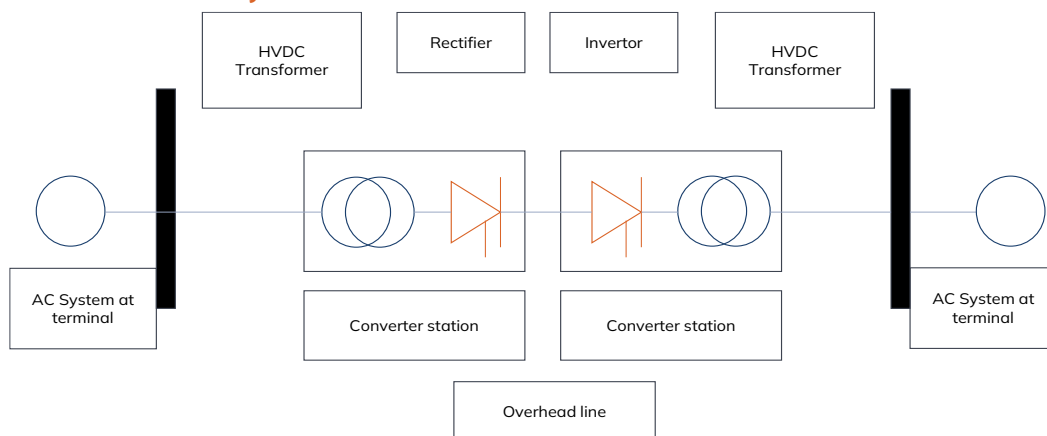 HVDC
Transformer
Rectifier
Invertor
HVDC
Transformer
AC System at
terminal
Converter station
Converter station
AC System at
terminal
Overhead line